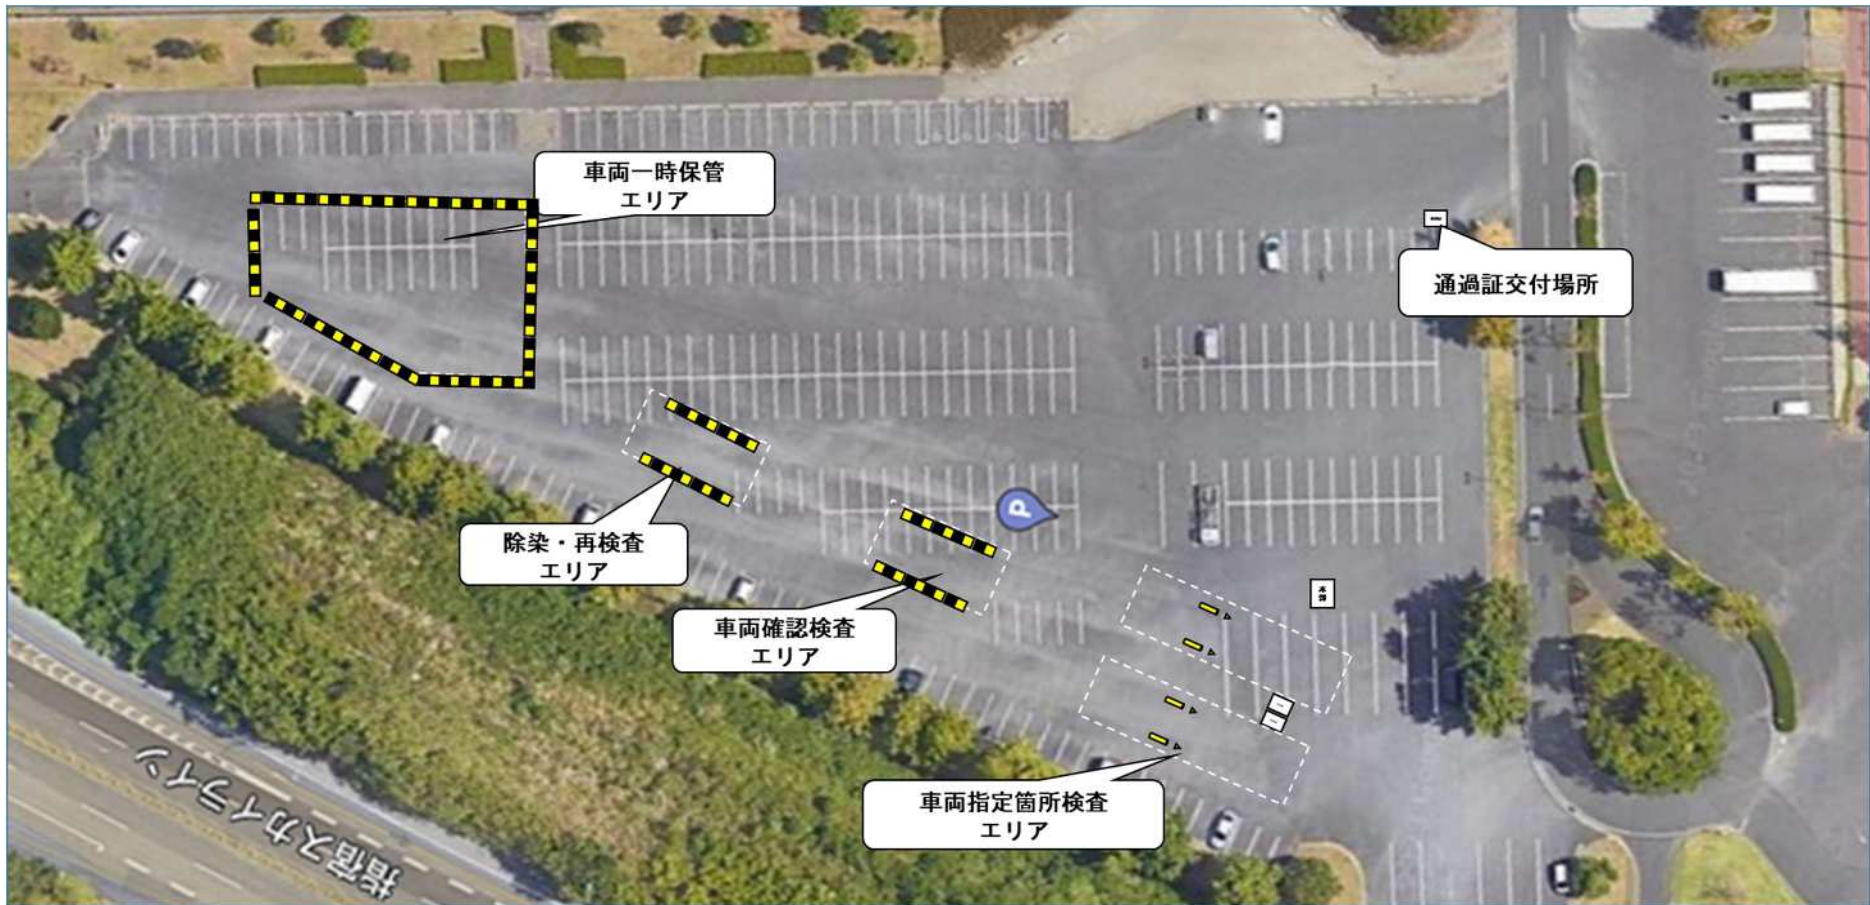 車両一時保管
エリア
通過証交付場所
除染・再検査
エリア
P
本部
車両確認検査
エリア
車両指定箇所検査
エリア
指宿スカイライン